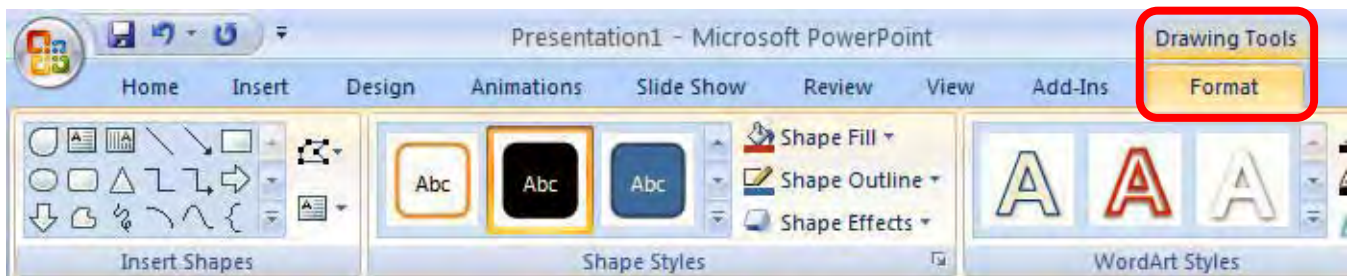 Presentation1 - Microsoft PowerPoint Drawing Tools
Home Insert Design Animations Slide Show Review View Add-Ins Format
Shape Fill
Abc Abc Abc Shape Outline A A A
Shape Effects
Insert Shapes Shape Styles WordArt Styles